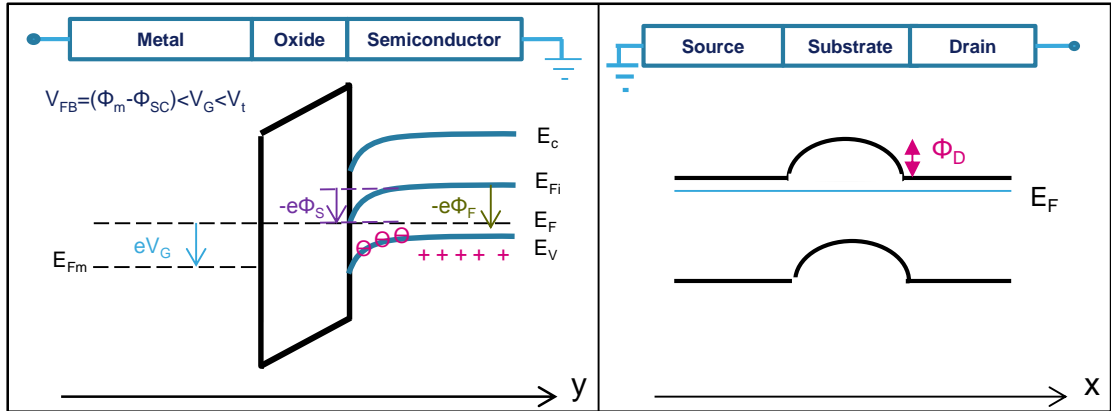 Metal Oxide Semiconductor
V_FB=(Φ_m-Φ_SC)<V_G<V_t
E_c
E_Fi
-eΦ_S
-eΦ_F
E_F
eV_G
E_V
E_Fm
+ + + + +
y
Source Substrate Drain
Φ_D
E_F
x